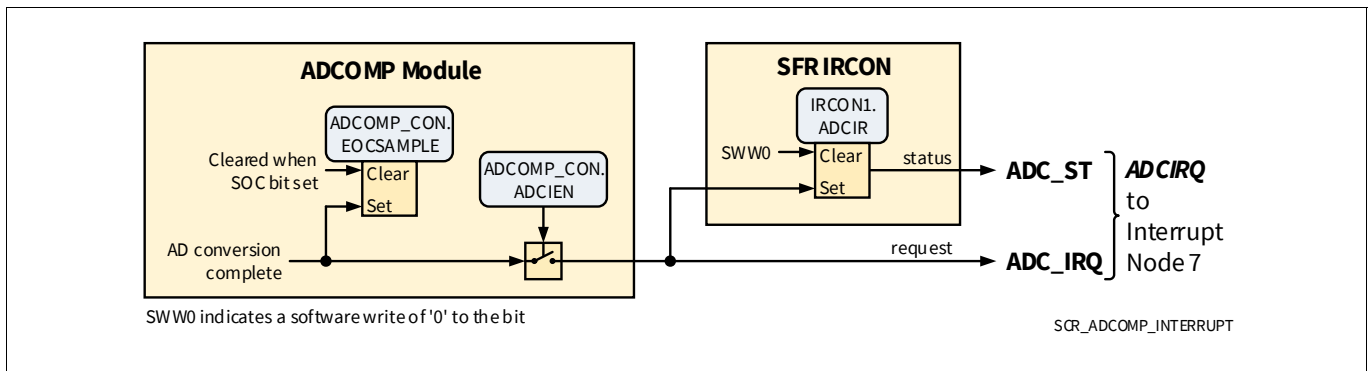 ADCOMP Module
ADCOMP_CON.
EOCSAMPLE
Cleared when
SOC bit set
Clear
Set
ADCOMP_CON.
ADCIEN
AD conversion
complete
SFR IRCON
IRCON1.
ADCIR
SWW0
Clear
Set
status
request
ADC_ST
ADC_IRQ
ADCIRQ
to
Interrupt
Node 7
SWW0 indicates a software write of '0' to the bit
SCR_ADCOMP_INTERRUPT